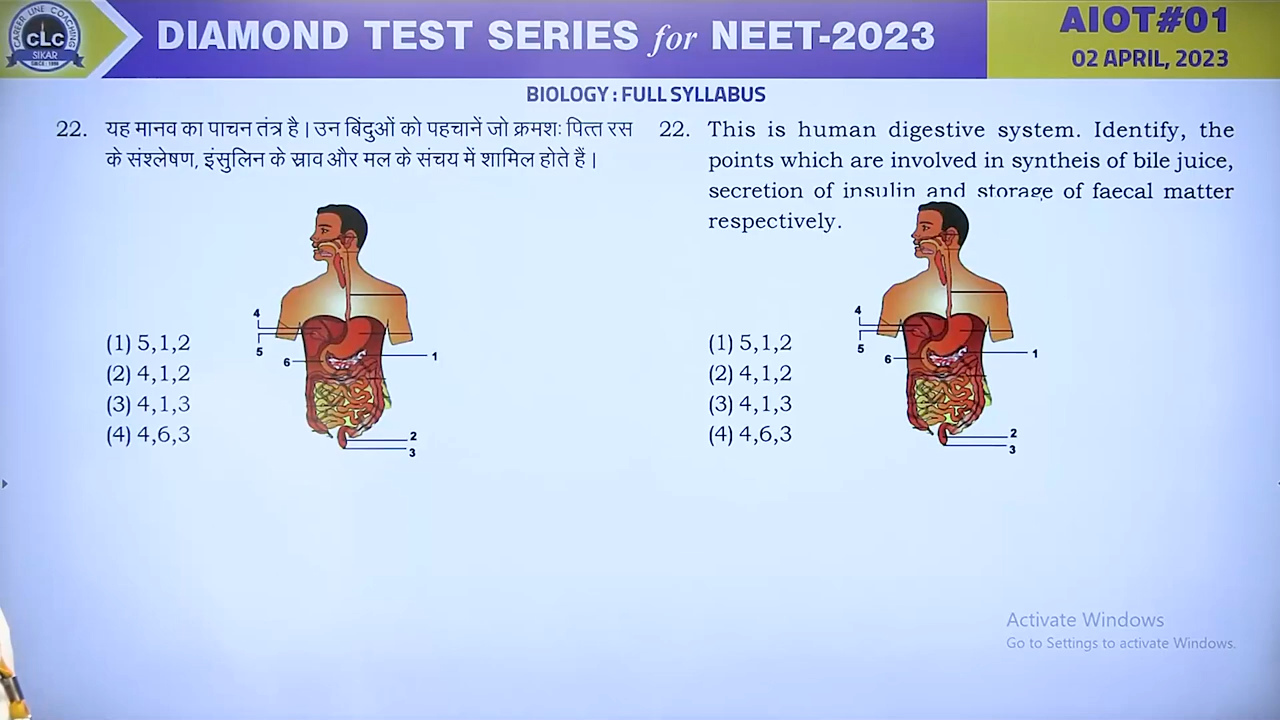 CAREER LINE COACHING
CLC
SIKAR
SINCE : 1996
DIAMOND TEST SERIES for NEET-2023
AIOT#01
02 APRIL, 2023
BIOLOGY : FULL SYLLABUS
22. यह मानव का पाचन तंत्र है। उन बिंदुओं को पहचानें जो क्रमशः पित्त रस
के संश्लेषण, इंसुलिन के स्राव और मल के संचय में शामिल होते हैं।
4
5
6
1
2
3
(1) 5,1,2
(2) 4,1,2
(3) 4,1,3
(4) 4,6,3
22. This is human digestive system. Identify, the
points which are involved in syntheis of bile juice,
secretion of insulin and storage of faecal matter
respectively.
4
5
6
1
2
3
(1) 5,1,2
(2) 4,1,2
(3) 4,1,3
(4) 4,6,3
Activate Windows
Go to Settings to activate Windows.